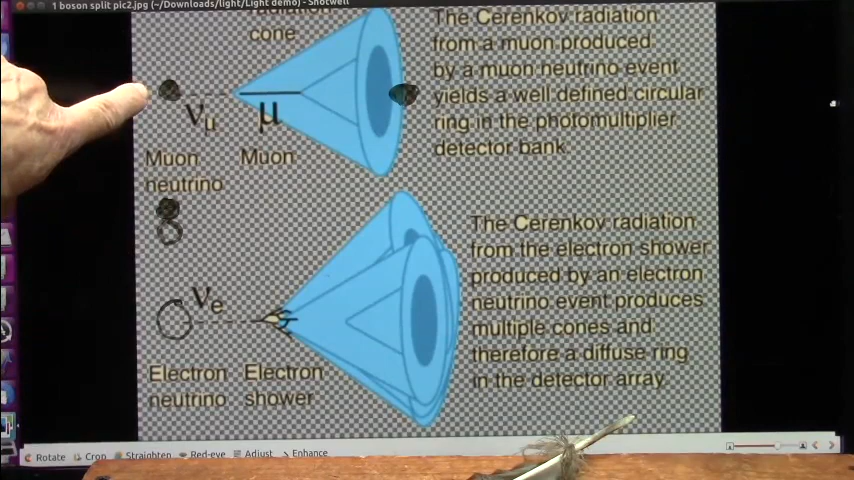 1 boson split pic2.jpg (~/Downloads/light/Light demo) - Shotwell
radiation
cone
The Cerenkov radiation
from a muon produced
by a muon neutrino event
yields a well defined circular
ring in the photomultiplier
detector bank.
νμ
μ
Muon
neutrino
Muon
The Cerenkov radiation
from the electron shower
produced by an electron
neutrino event produces
multiple cones and
therefore a diffuse ring
in the detector array.
νe
Electron
neutrino
Electron
shower
Rotate Crop Straighten Red-eye Adjust Enhance